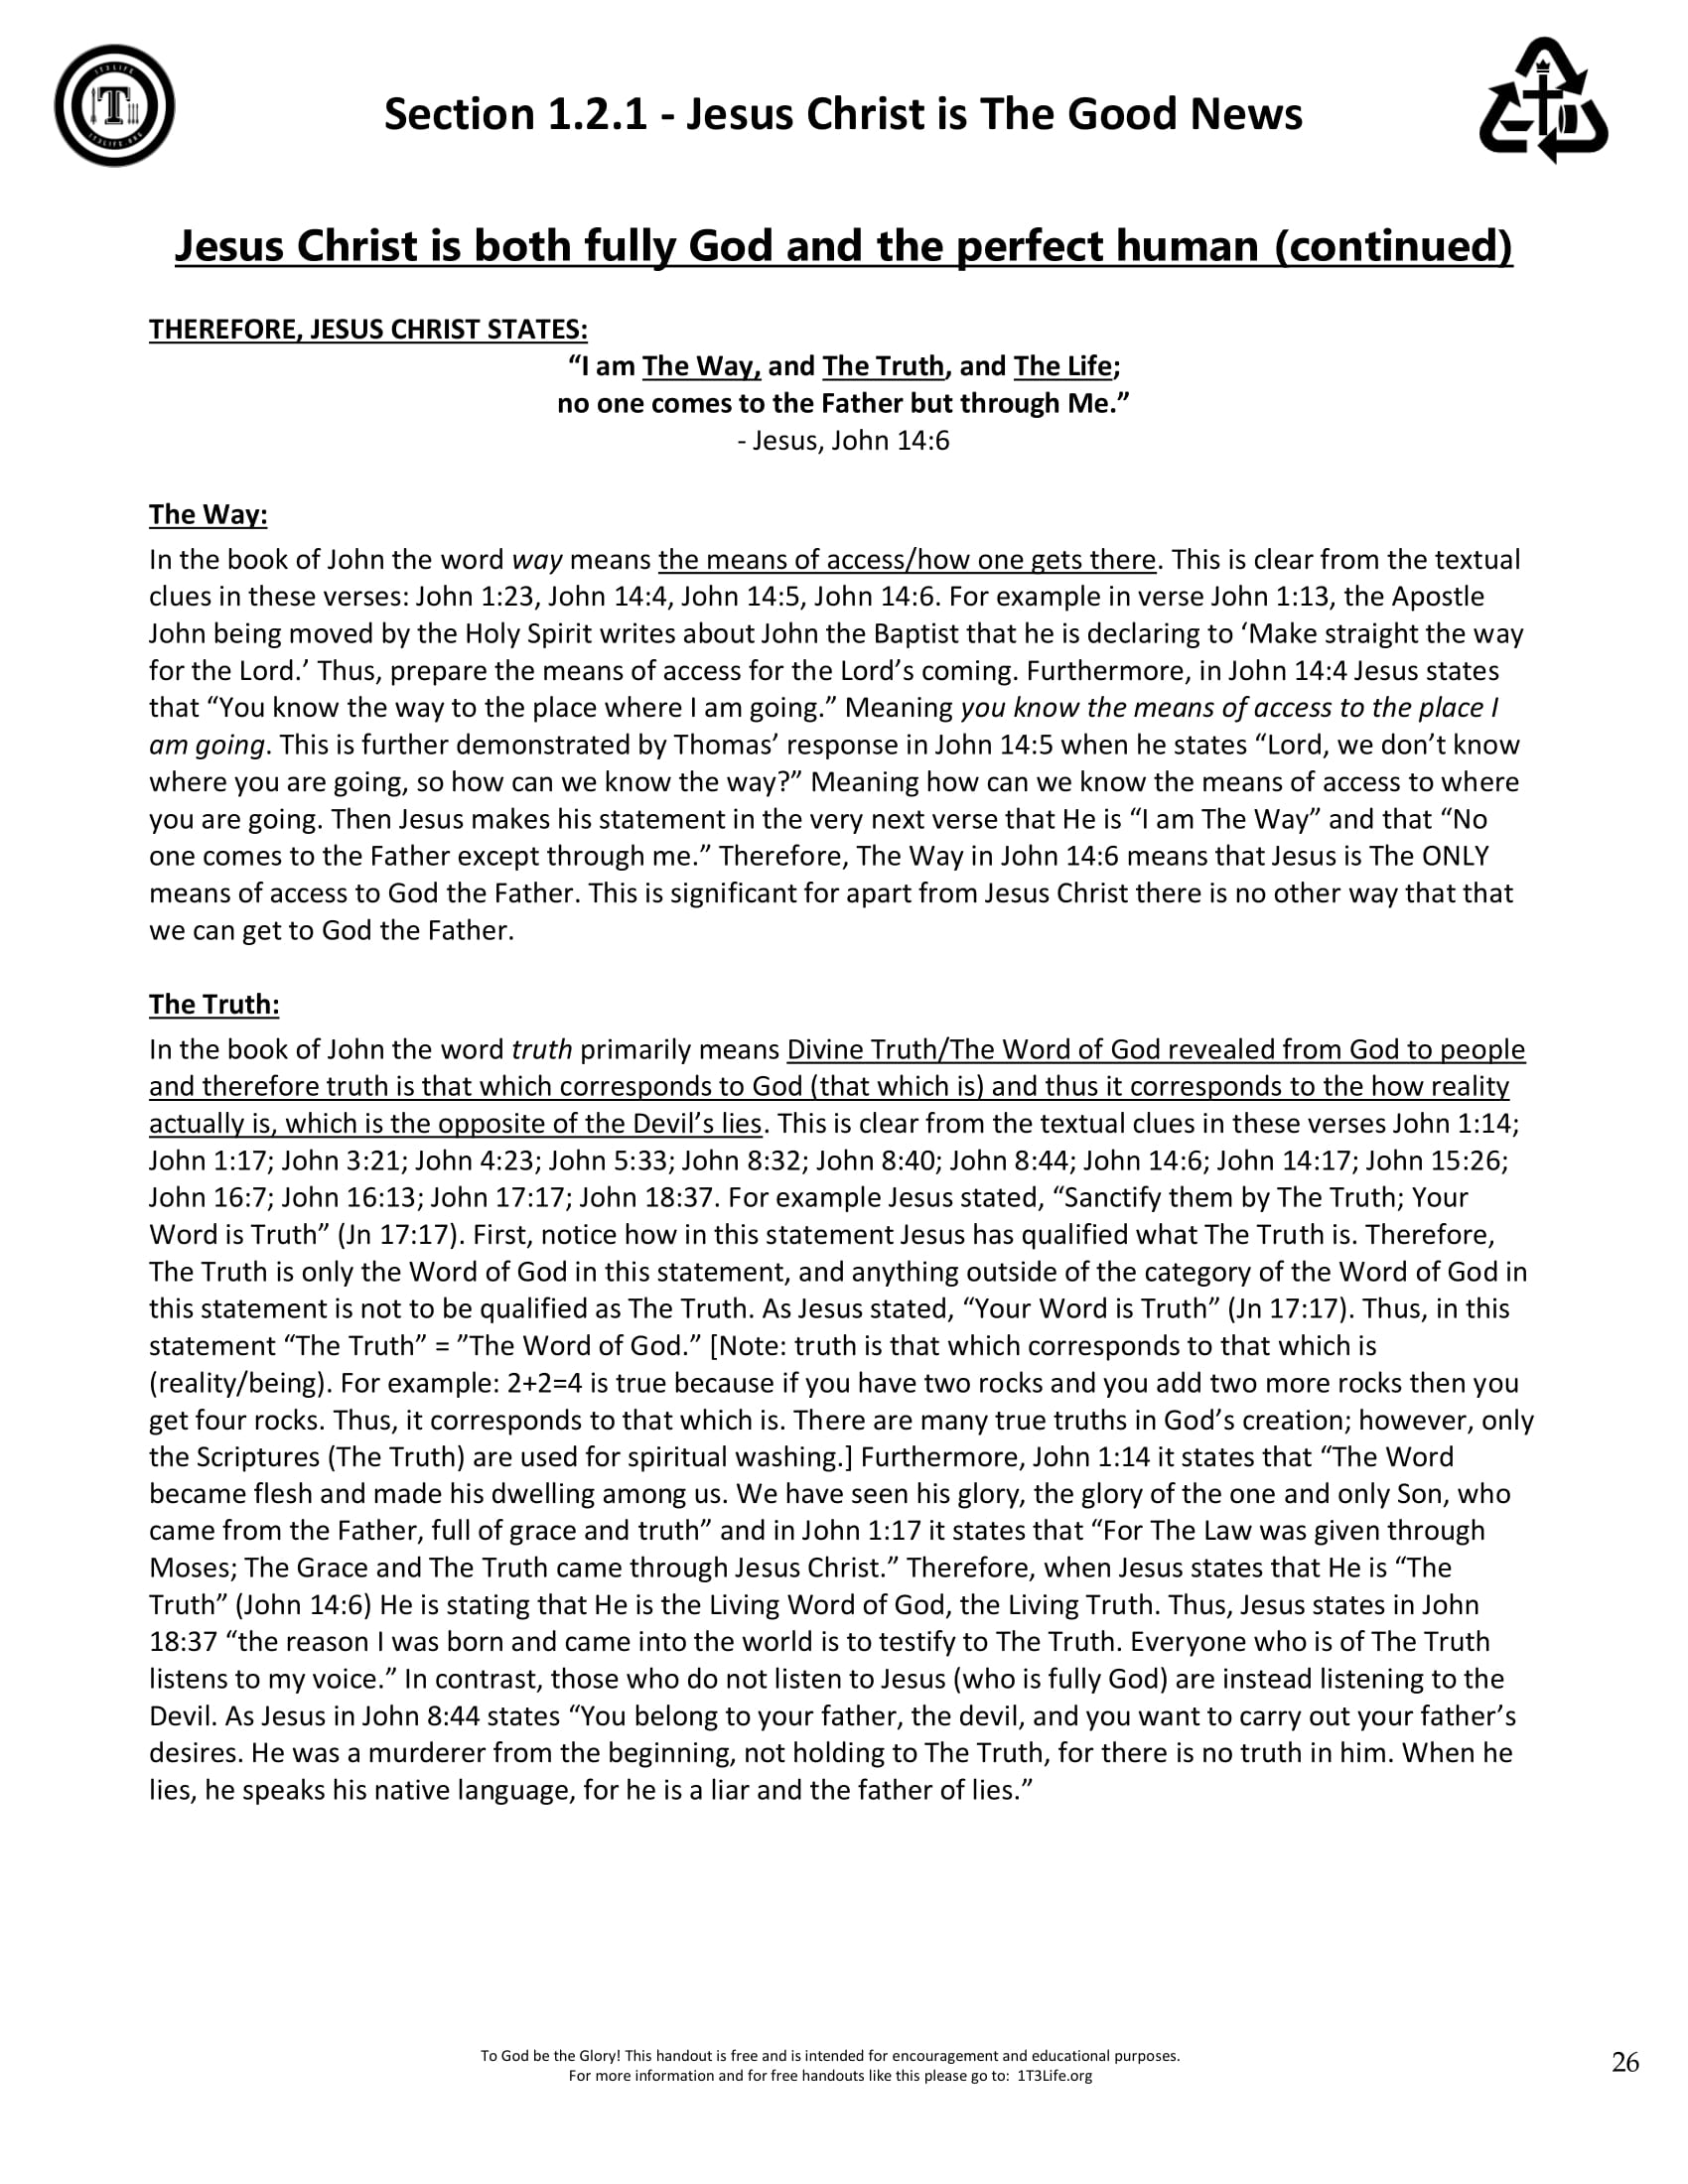 Section 1.2.1 - Jesus Christ is The Good News
Jesus Christ is both fully God and the perfect human (continued)
THEREFORE, JESUS CHRIST STATES:
“I am The Way, and The Truth, and The Life;
no one comes to the Father but through Me.”
- Jesus, John 14:6
The Way:
In the book of John the word way means the means of access/how one gets there. This is clear from the textual
clues in these verses: John 1:23, John 14:4, John 14:5, John 14:6. For example in verse John 1:13, the Apostle
John being moved by the Holy Spirit writes about John the Baptist that he is declaring to ‘Make straight the way
for the Lord.’ Thus, prepare the means of access for the Lord’s coming. Furthermore, in John 14:4 Jesus states
that “You know the way to the place where I am going.” Meaning you know the means of access to the place I
am going. This is further demonstrated by Thomas’ response in John 14:5 when he states “Lord, we don’t know
where you are going, so how can we know the way?” Meaning how can we know the means of access to where
you are going. Then Jesus makes his statement in the very next verse that He is “I am The Way” and that “No
one comes to the Father except through me.” Therefore, The Way in John 14:6 means that Jesus is The ONLY
means of access to God the Father. This is significant for apart from Jesus Christ there is no other way that that
we can get to God the Father.
The Truth:
In the book of John the word truth primarily means Divine Truth/The Word of God revealed from God to people
and therefore truth is that which corresponds to God (that which is) and thus it corresponds to the how reality
actually is, which is the opposite of the Devil’s lies. This is clear from the textual clues in these verses John 1:14;
John 1:17; John 3:21; John 4:23; John 5:33; John 8:32; John 8:40; John 8:44; John 14:6; John 14:17; John 15:26;
John 16:7; John 16:13; John 17:17; John 18:37. For example Jesus stated, “Sanctify them by The Truth; Your
Word is Truth” (Jn 17:17). First, notice how in this statement Jesus has qualified what The Truth is. Therefore,
The Truth is only the Word of God in this statement, and anything outside of the category of the Word of God in
this statement is not to be qualified as The Truth. As Jesus stated, “Your Word is Truth” (Jn 17:17). Thus, in this
statement “The Truth” = ”The Word of God.” [Note: truth is that which corresponds to that which is
(reality/being). For example: 2+2=4 is true because if you have two rocks and you add two more rocks then you
get four rocks. Thus, it corresponds to that which is. There are many true truths in God’s creation; however, only
the Scriptures (The Truth) are used for spiritual washing.] Furthermore, John 1:14 it states that “The Word
became flesh and made his dwelling among us. We have seen his glory, the glory of the one and only Son, who
came from the Father, full of grace and truth” and in John 1:17 it states that “For The Law was given through
Moses; The Grace and The Truth came through Jesus Christ.” Therefore, when Jesus states that He is “The
Truth” (John 14:6) He is stating that He is the Living Word of God, the Living Truth. Thus, Jesus states in John
18:37 “the reason I was born and came into the world is to testify to The Truth. Everyone who is of The Truth
listens to my voice.” In contrast, those who do not listen to Jesus (who is fully God) are instead listening to the
Devil. As Jesus in John 8:44 states “You belong to your father, the devil, and you want to carry out your father’s
desires. He was a murderer from the beginning, not holding to The Truth, for there is no truth in him. When he
lies, he speaks his native language, for he is a liar and the father of lies.”
To God be the Glory! This handout is free and is intended for encouragement and educational purposes.
For more information and for free handouts like this please go to: 1T3Life.org
26